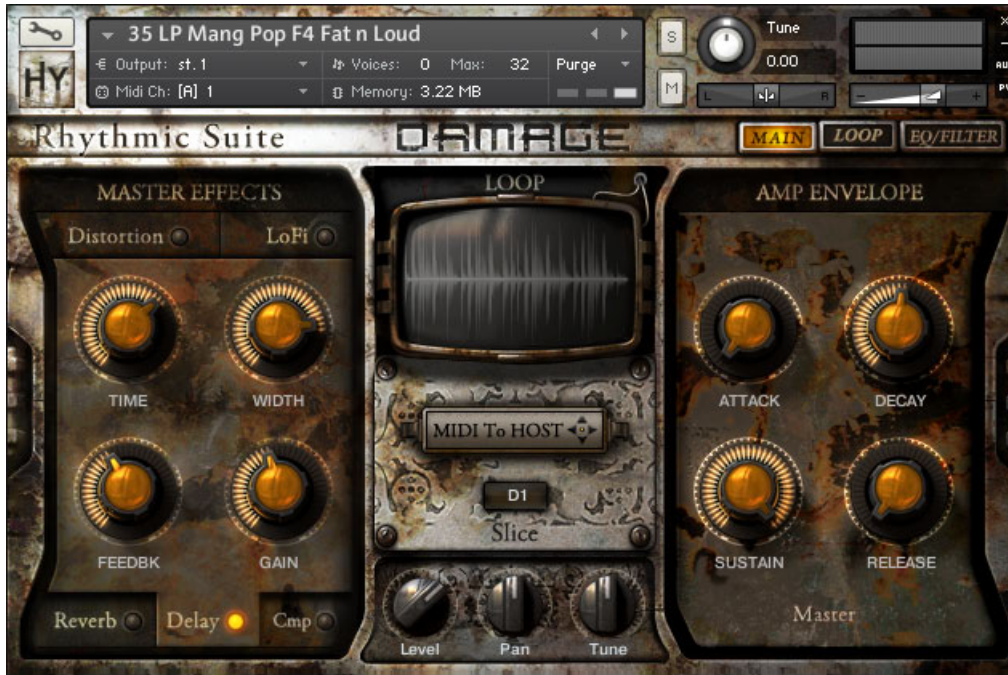 35 LP Mang Pop F4 Fat n Loud
Output: st.1
Voices: 0 Max: 32
Purge
Midi Ch: [A] 1
Memory: 3.22 MB
S
M
Tune
0.00
L R
- +
HY
Rhythmic Suite
DAMAGE
MAIN
LOOP
EQ/FILTER
MASTER EFFECTS
Distortion
LoFi
TIME
WIDTH
FEEDBK
GAIN
Reverb
Delay
Cmp
LOOP
MIDI To HOST
D1
Slice
Level
Pan
Tune
AMP ENVELOPE
ATTACK
DECAY
SUSTAIN
RELEASE
Master